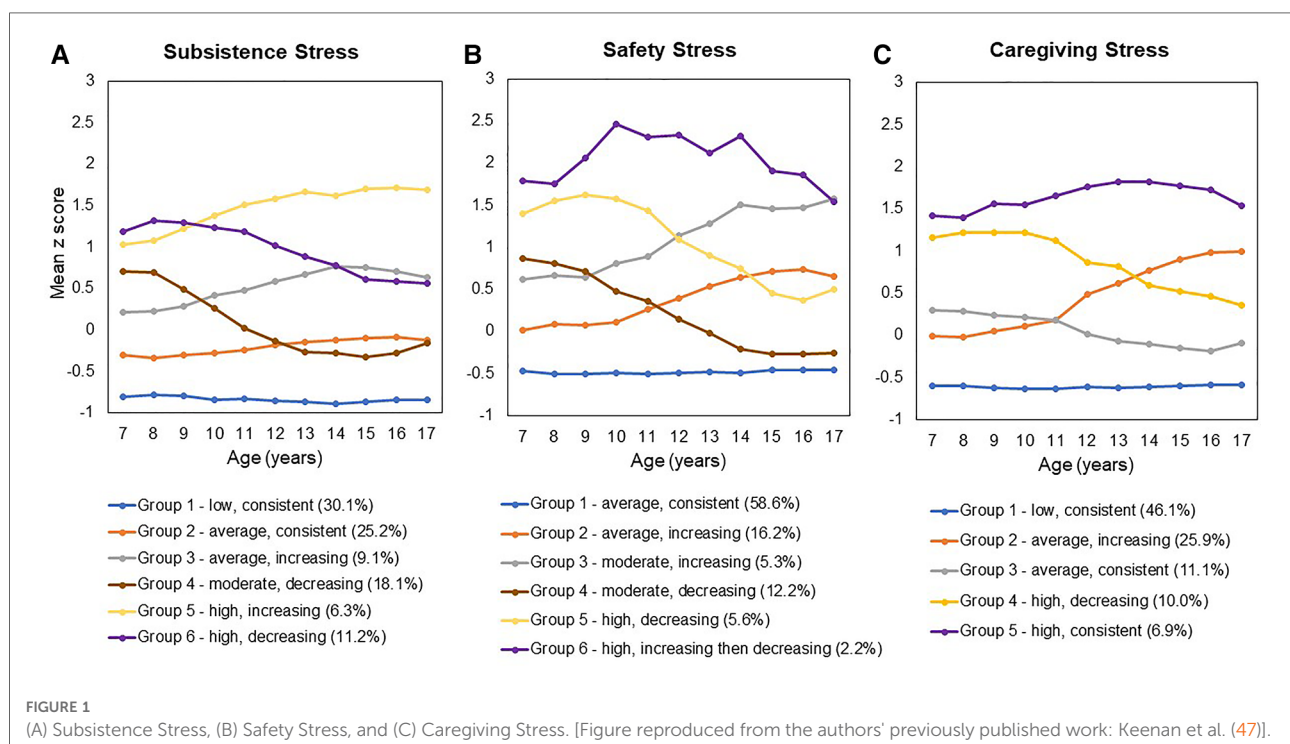 A
Subsistence Stress
Mean z score
3
2.5
2
1.5
1
0.5
0
-0.5
-1
7 8 9 10 11 12 13 14 15 16 17
Age (years)
Group 1 - low, consistent (30.1%)
Group 2 - average, consistent (25.2%)
Group 3 - average, increasing (9.1%)
Group 4 - moderate, decreasing (18.1%)
Group 5 - high, increasing (6.3%)
Group 6 - high, decreasing (11.2%)
B
Safety Stress
3
2.5
2
1.5
1
0.5
0
-0.5
-1
7 8 9 10 11 12 13 14 15 16 17
Age (years)
Group 1 - average, consistent (58.6%)
Group 2 - average, increasing (16.2%)
Group 3 - moderate, increasing (5.3%)
Group 4 - moderate, decreasing (12.2%)
Group 5 - high, decreasing (5.6%)
Group 6 - high, increasing then decreasing (2.2%)
C
Caregiving Stress
3
2.5
2
1.5
1
0.5
0
-0.5
-1
7 8 9 10 11 12 13 14 15 16 17
Age (years)
Group 1 - low, consistent (46.1%)
Group 2 - average, increasing (25.9%)
Group 3 - average, consistent (11.1%)
Group 4 - high, decreasing (10.0%)
Group 5 - high, consistent (6.9%)
FIGURE 1
(A) Subsistence Stress, (B) Safety Stress, and (C) Caregiving Stress. [Figure reproduced from the authors' previously published work: Keenan et al. (47)].